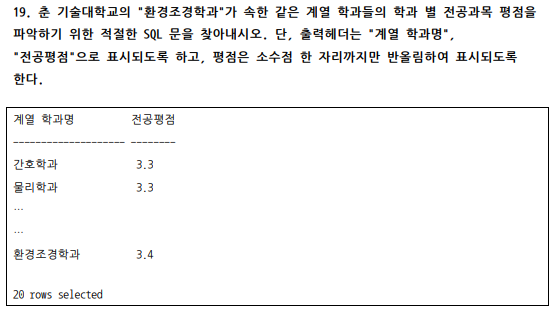 19. 춘 기술대학교의 "환경조경학과"가 속한 같은 계열 학과들의 학과 별 전공과목 평점을
파악하기 위한 적절한 SQL 문을 찾아내시오. 단, 출력헤더는 "계열 학과명",
"전공평점"으로 표시되도록 하고, 평점은 소수점 한 자리까지만 반올림하여 표시되도록
한다.
계열 학과명 전공평점
-------------------- --------
간호학과 3.3
물리학과 3.3
…
…
환경조경학과 3.4
20 rows selected